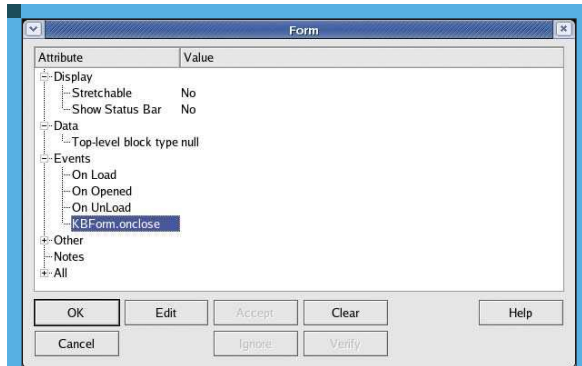 Form
Attribute Value
Display
Stretchable No
Show Status Bar No
Data
Top-level block type null
Events
On Load
On Opened
On UnLoad
KBForm.onclose
Other
Notes
All
OK Edit Accept Clear Help
Cancel Ignore Verify